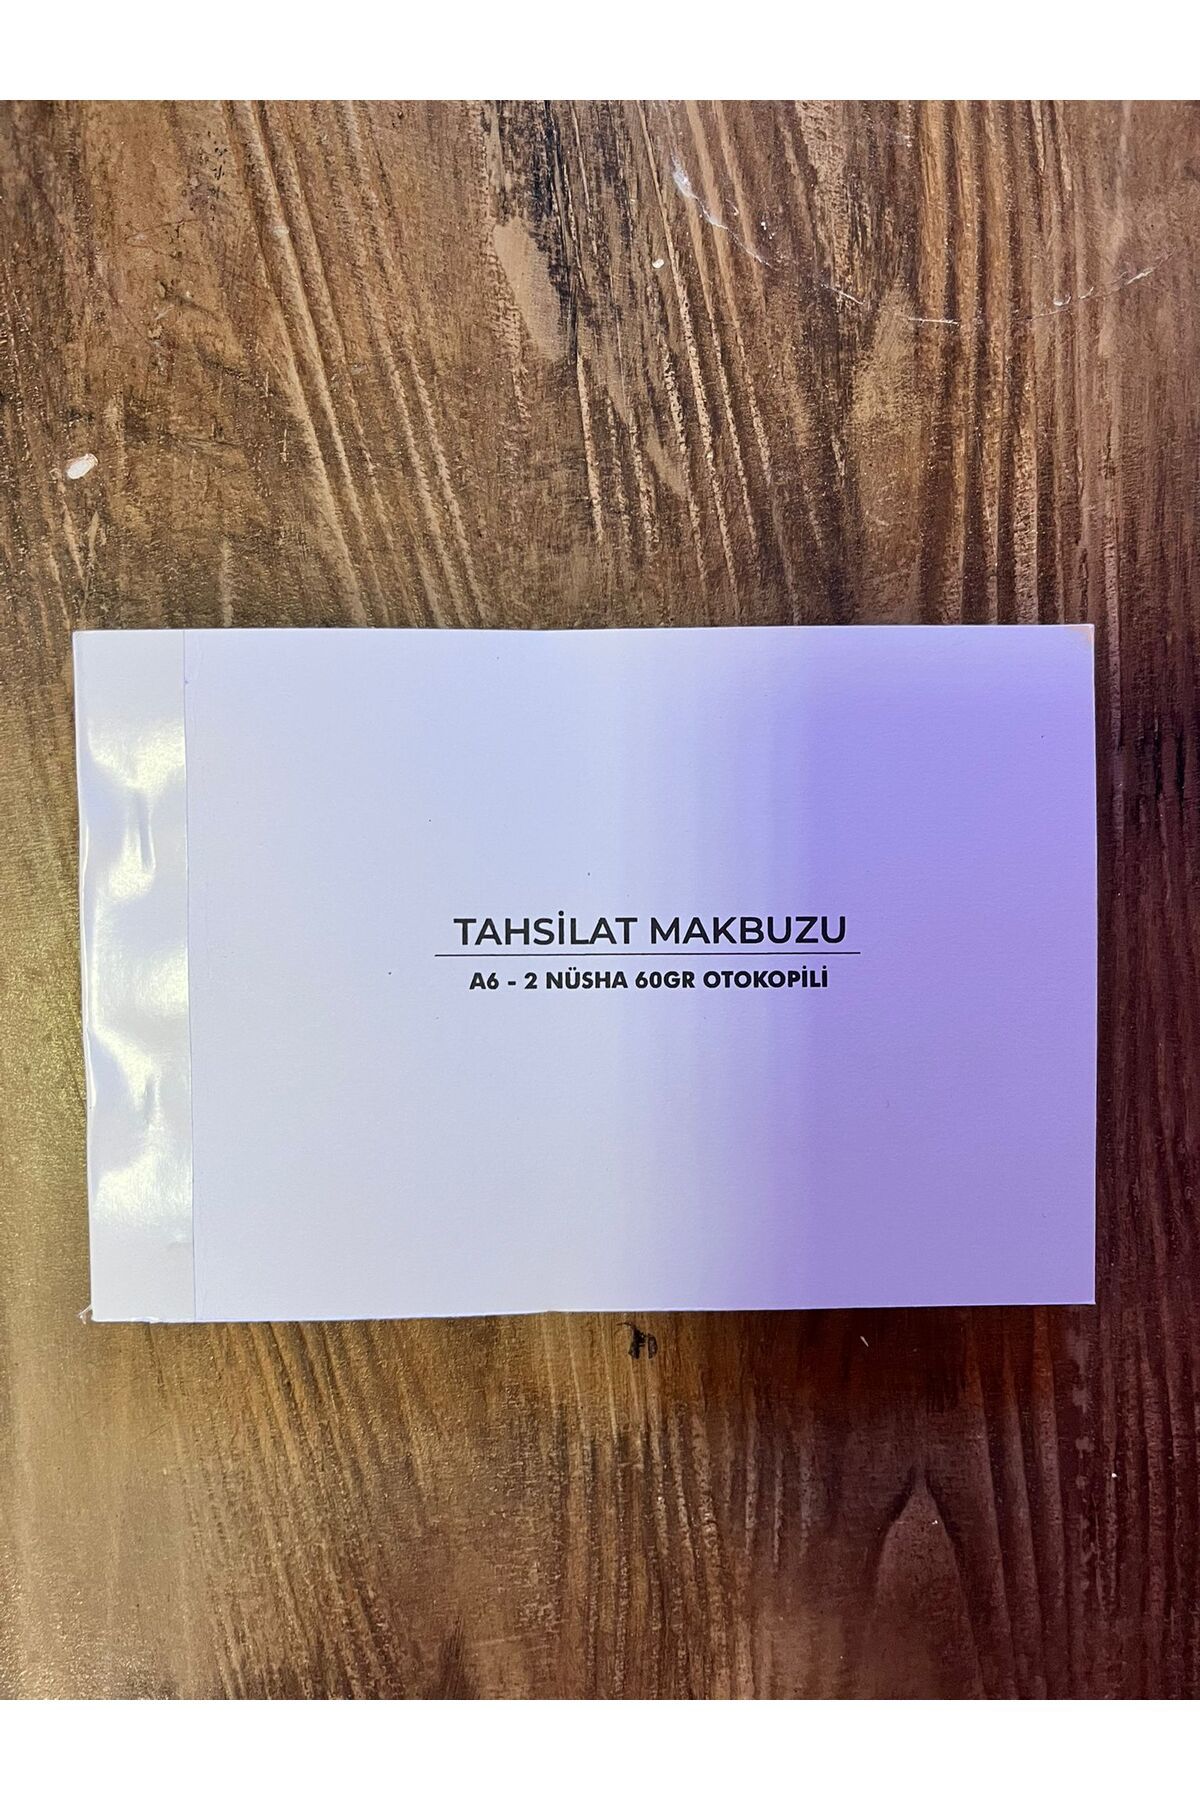 TAHSİLAT MAKBUZU
A6 - 2 NÜSHA 60GR OTOKOPİLİ